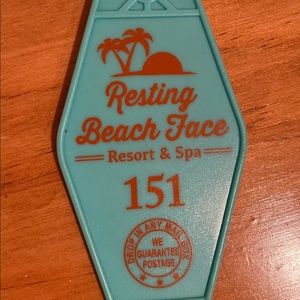 Resting
Beach Face
Resort & Spa
151
DROP IN ANY MAIL BOX
WE
GUARANTEE
POSTAGE